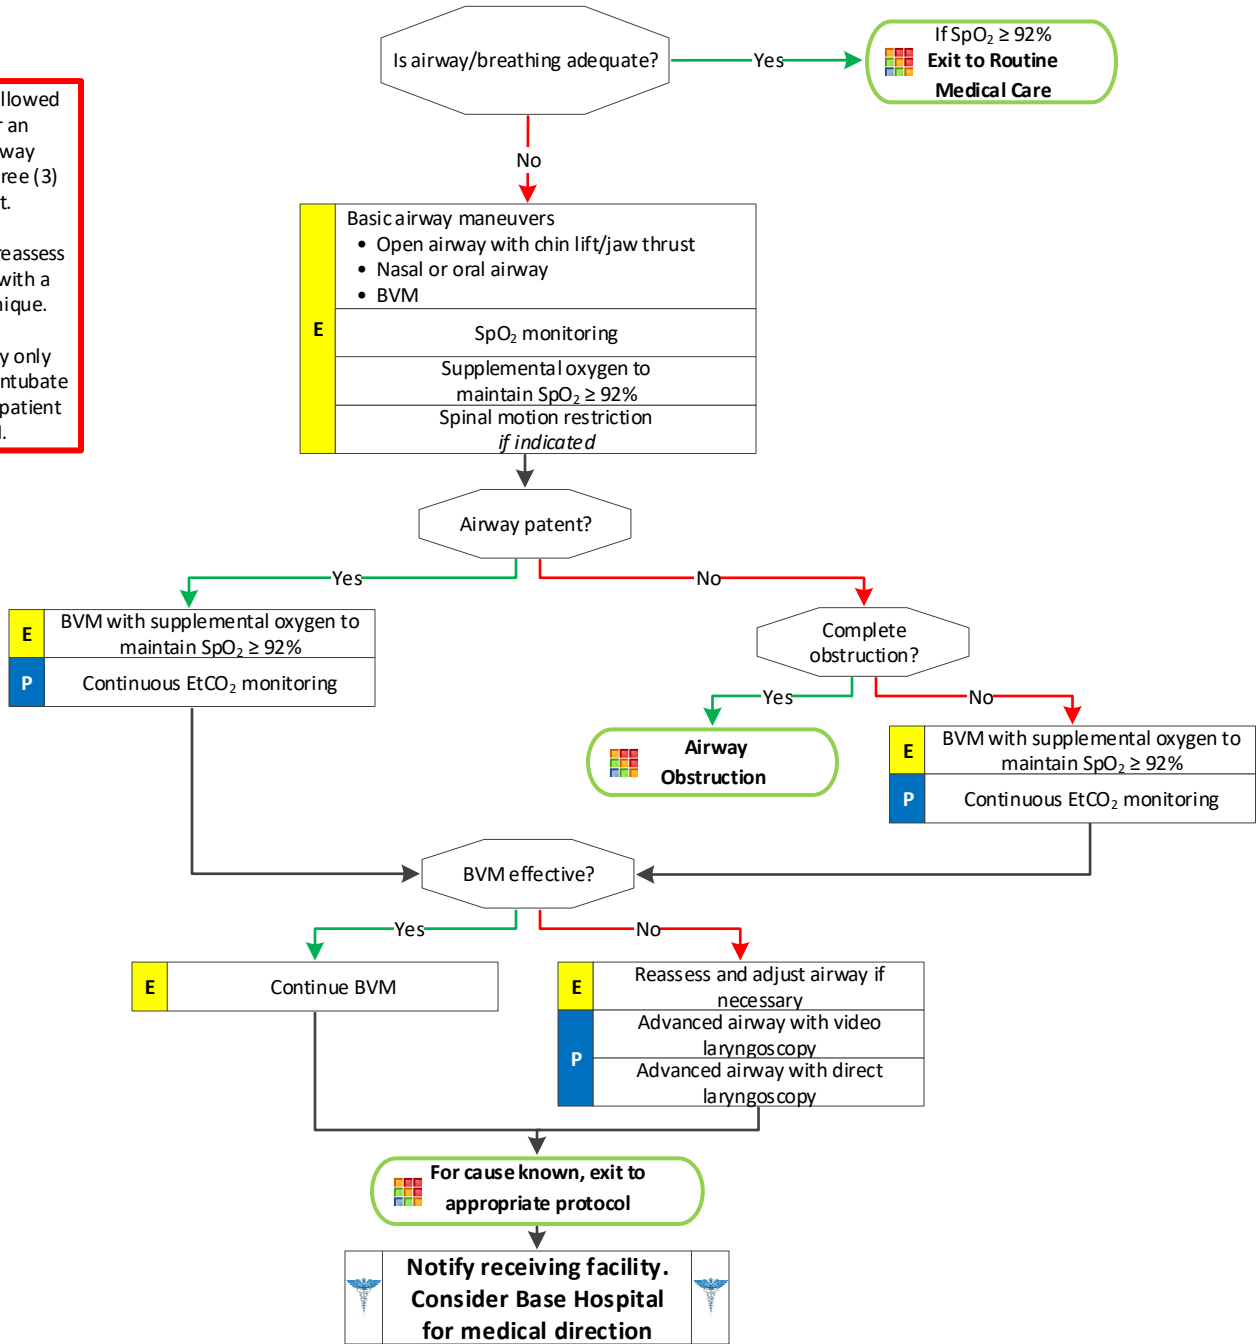 Is airway/breathing adequate?
Yes
If SpO₂ ≥ 92%
Exit to Routine
Medical Care
No
llowed
r an
way
ree (3)
t.
reassess
with a
nique.
y only
ntubate
patient
l.
E
Basic airway maneuvers
• Open airway with chin lift/jaw thrust
• Nasal or oral airway
• BVM
SpO₂ monitoring
Supplemental oxygen to
maintain SpO₂ ≥ 92%
Spinal motion restriction
if indicated
Airway patent?
Yes
No
E
BVM with supplemental oxygen to
maintain SpO₂ ≥ 92%
P
Continuous EtCO₂ monitoring
Complete
obstruction?
Yes
No
Airway
Obstruction
E
BVM with supplemental oxygen to
maintain SpO₂ ≥ 92%
P
Continuous EtCO₂ monitoring
BVM effective?
Yes
No
E
Continue BVM
E
Reassess and adjust airway if
necessary
P
Advanced airway with video
laryngoscopy
Advanced airway with direct
laryngoscopy
For cause known, exit to
appropriate protocol
Notify receiving facility.
Consider Base Hospital
for medical direction